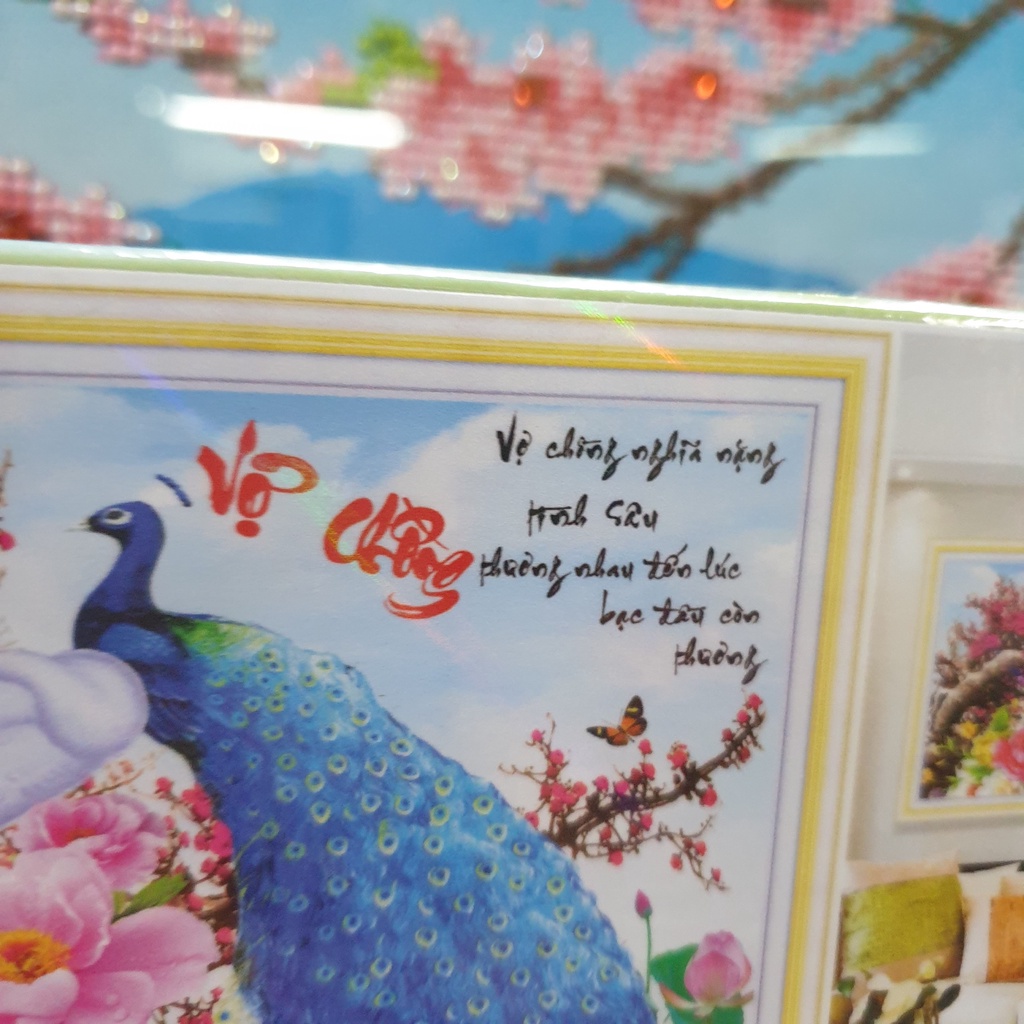 Vợ
Chồng
Vợ chồng nghĩa nặng
tình sâu
thương nhau đến lúc
bạc đầu còn
thương